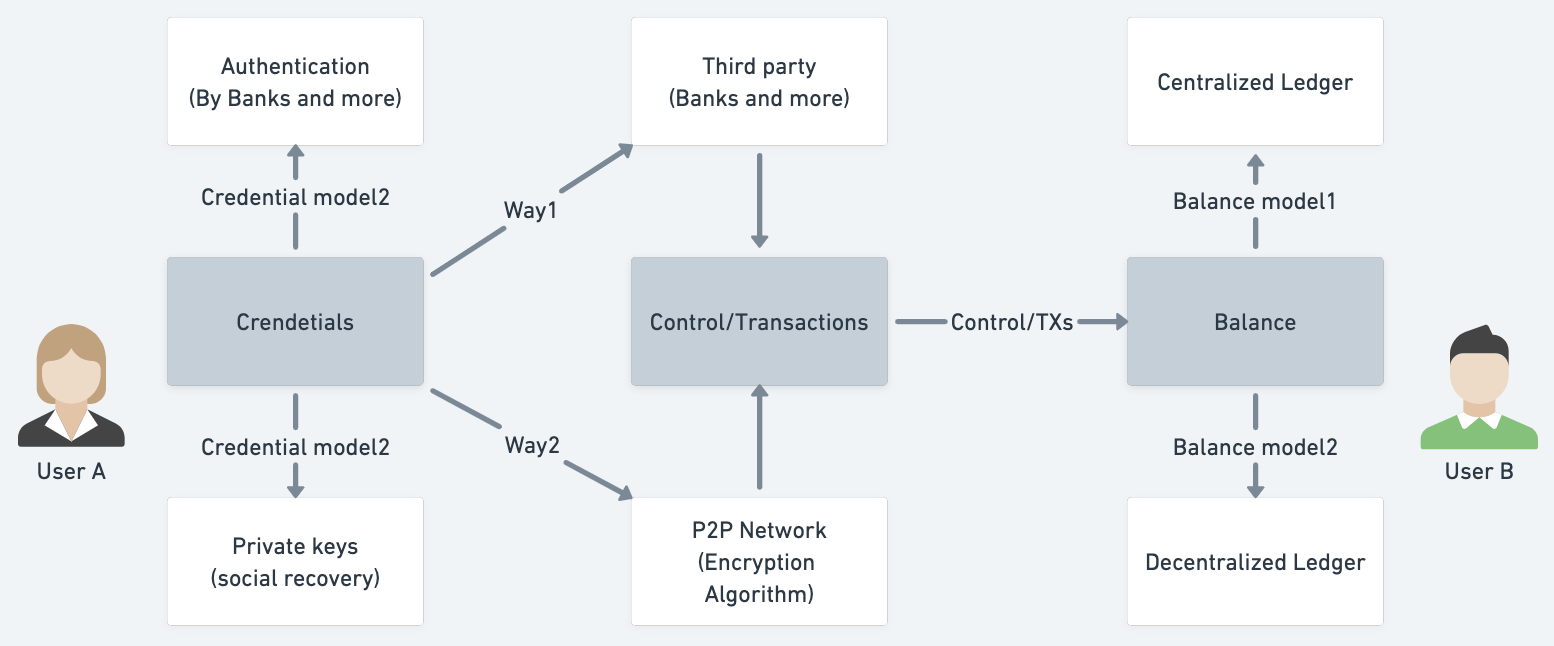 Authentication
(By Banks and more)
Third party
(Banks and more)
Centralized Ledger
Credential model2
Way1
Balance model1
Crendetials
Control/Transactions
Control/TXs
Balance
User A
Credential model2
Way2
Balance model2
User B
Private keys
(social recovery)
P2P Network
(Encryption
Algorithm)
Decentralized Ledger